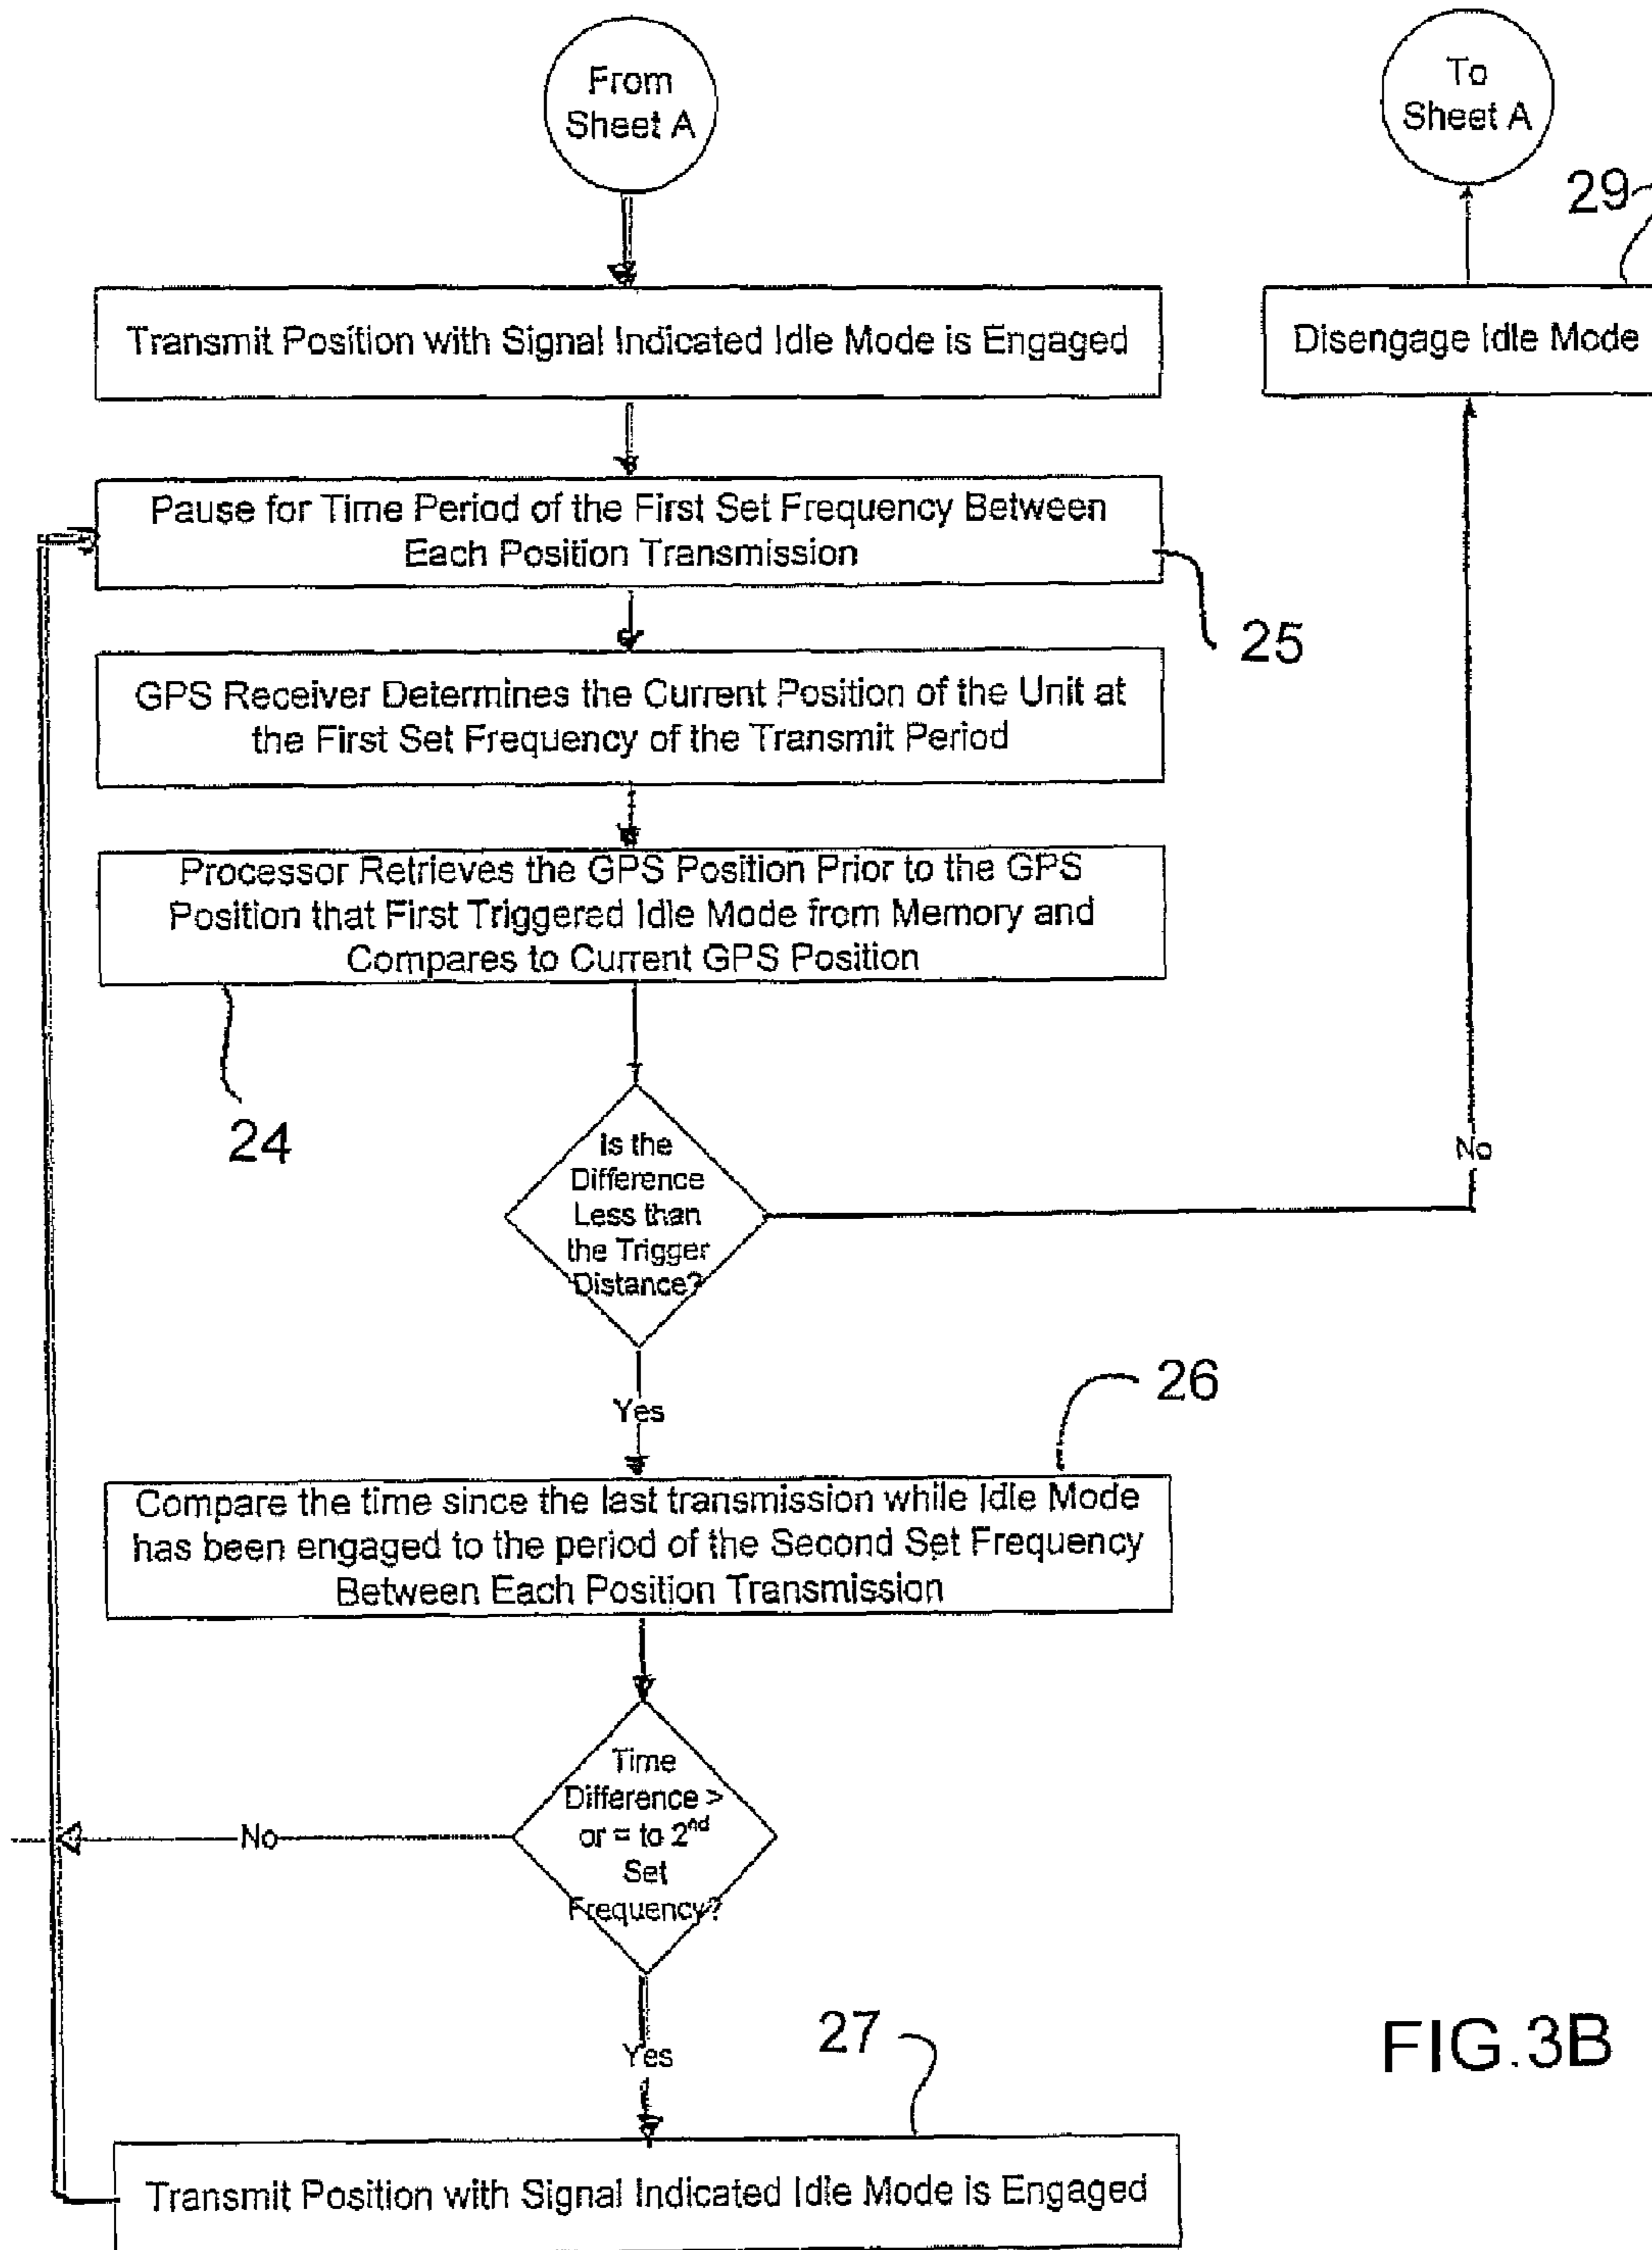 From
Sheet A
To
Sheet A
29
Transmit Position with Signal Indicated Idle Mode is Engaged
Disengage Idle Mode
Pause for Time Period of the First Set Frequency Between
Each Position Transmission
25
GPS Receiver Determines the Current Position of the Unit at
the First Set Frequency of the Transmit Period
Processor Retrieves the GPS Position Prior to the GPS
Position that First Triggered Idle Mode from Memory and
Compares to Current GPS Position
24
Is the
Difference
Less than
the Trigger
Distance?
No
Yes
26
Compare the time since the last transmission while Idle Mode
has been engaged to the period of the Second Set Frequency
Between Each Position Transmission
Time
Difference >
or = to 2nd
Set
Frequency?
No
Yes
27
Transmit Position with Signal Indicated Idle Mode is Engaged
FIG.3B